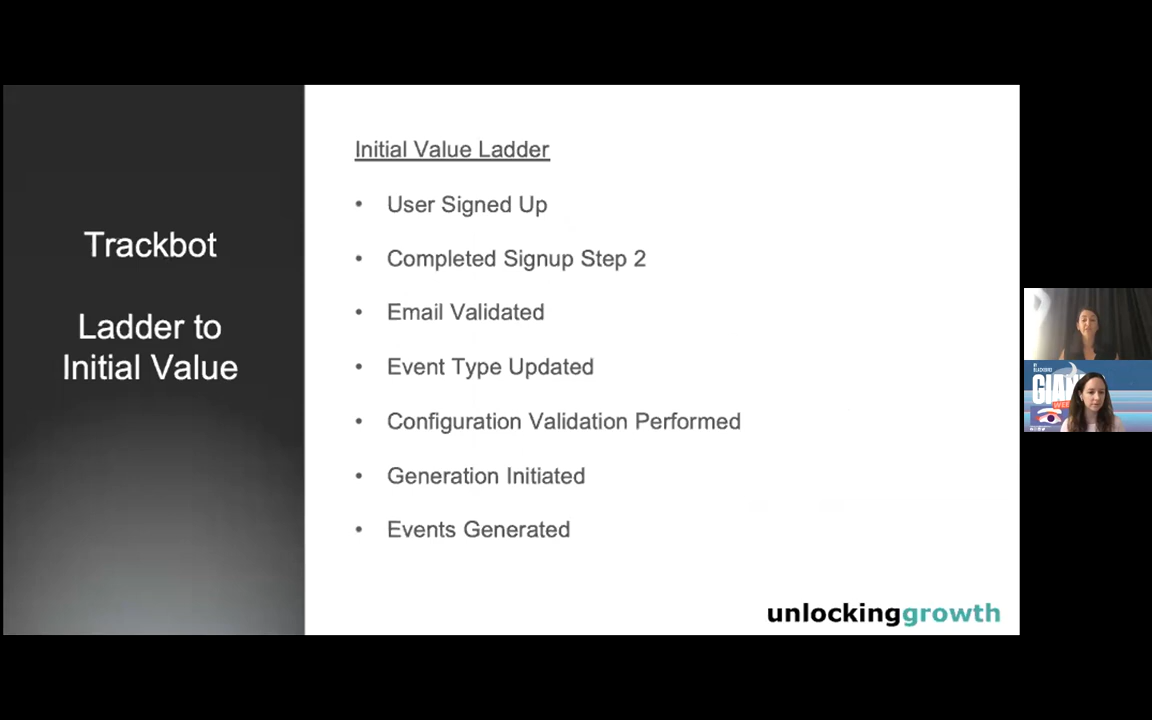 Trackbot
Ladder to
Initial Value
Initial Value Ladder
• User Signed Up
• Completed Signup Step 2
• Email Validated
• Event Type Updated
• Configuration Validation Performed
• Generation Initiated
• Events Generated
unlockinggrowth